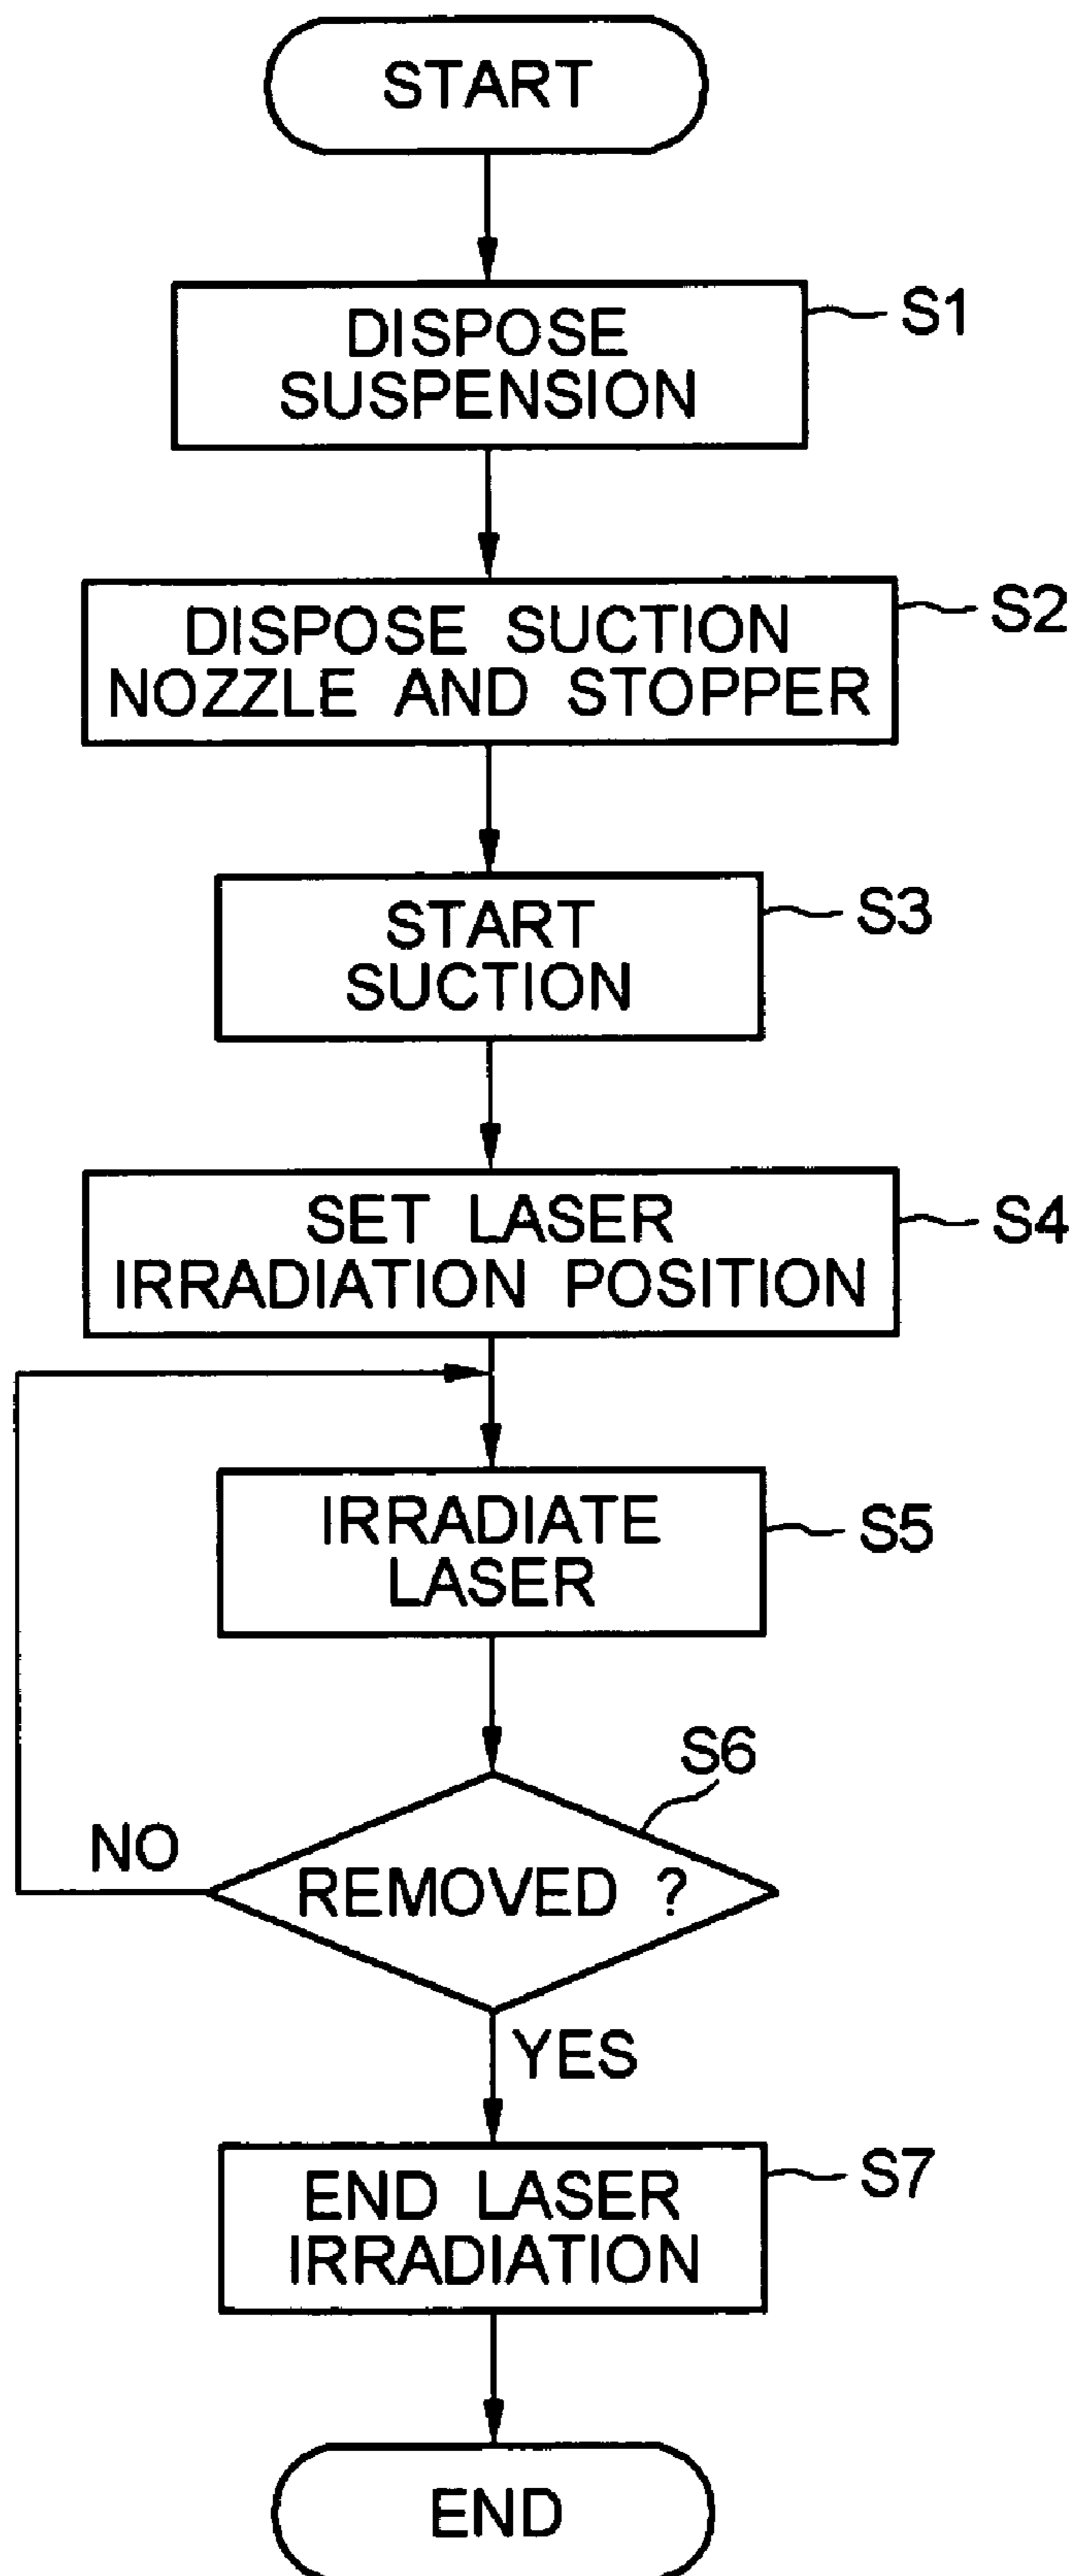 START
DISPOSE
SUSPENSION
S1
DISPOSE SUCTION
NOZZLE AND STOPPER
S2
START
SUCTION
S3
SET LASER
IRRADIATION POSITION
S4
IRRADIATE
LASER
S5
S6
NO
REMOVED ?
YES
END LASER
IRRADIATION
S7
END